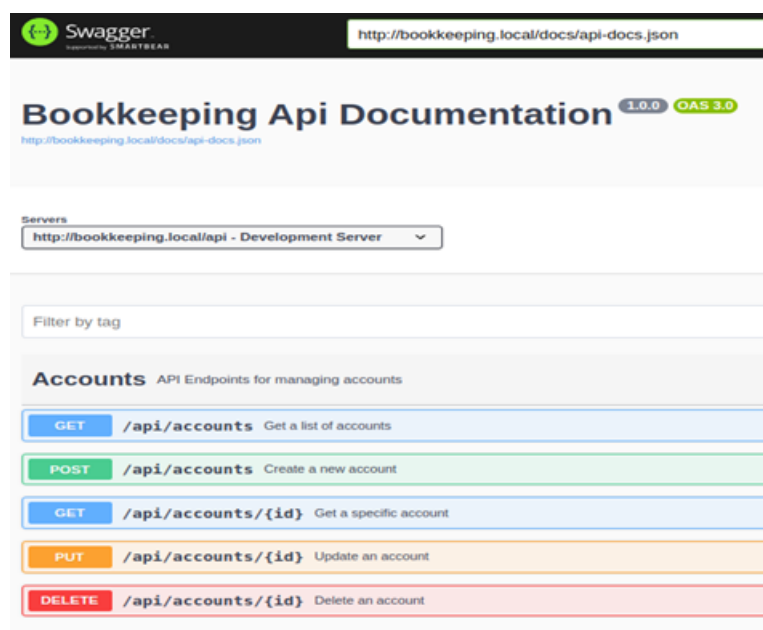 Swagger.
Supported by SMARTBEAR
http://bookkeeping.local/docs/api-docs.json
Bookkeeping Api Documentation 1.0.0 OAS 3.0
http://bookkeeping.local/docs/api-docs.json
Servers
http://bookkeeping.local/api - Development Server
Filter by tag
Accounts API Endpoints for managing accounts
GET /api/accounts Get a list of accounts
POST /api/accounts Create a new account
GET /api/accounts/{id} Get a specific account
PUT /api/accounts/{id} Update an account
DELETE /api/accounts/{id} Delete an account